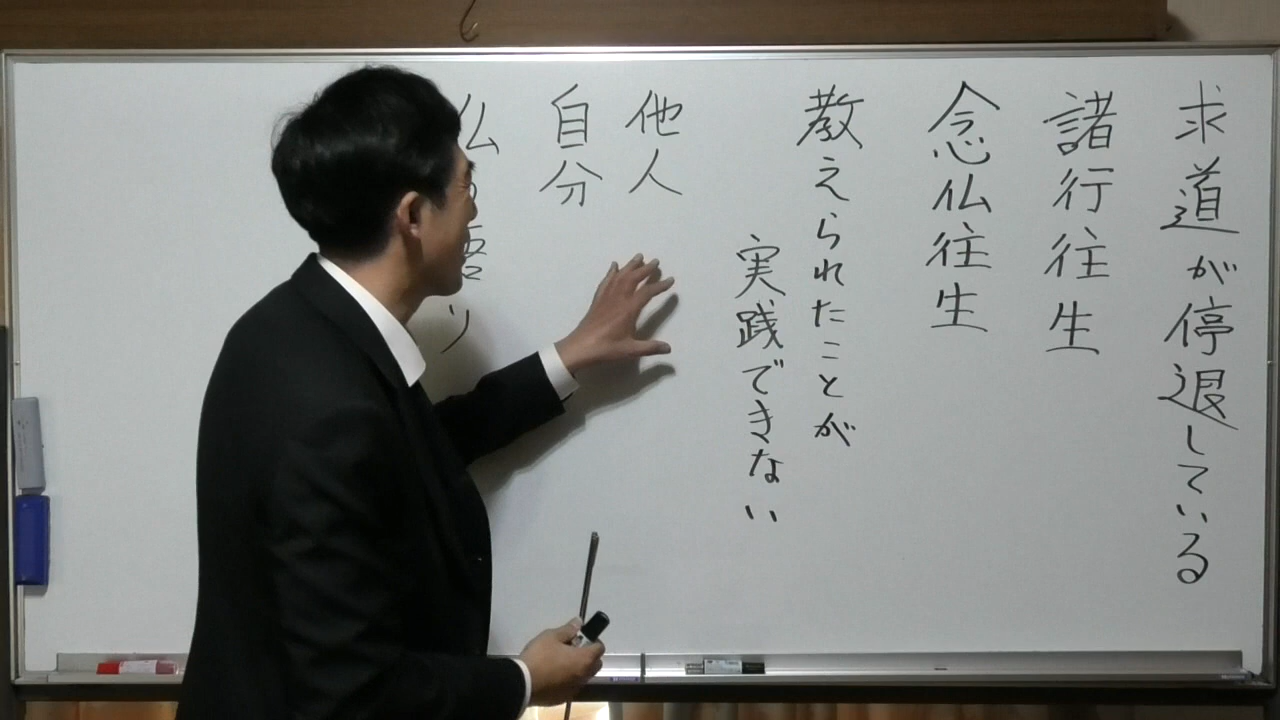 求道が停退している
諸行往生
念仏往生
教えられたことが
実践できない
他人
自分
仏